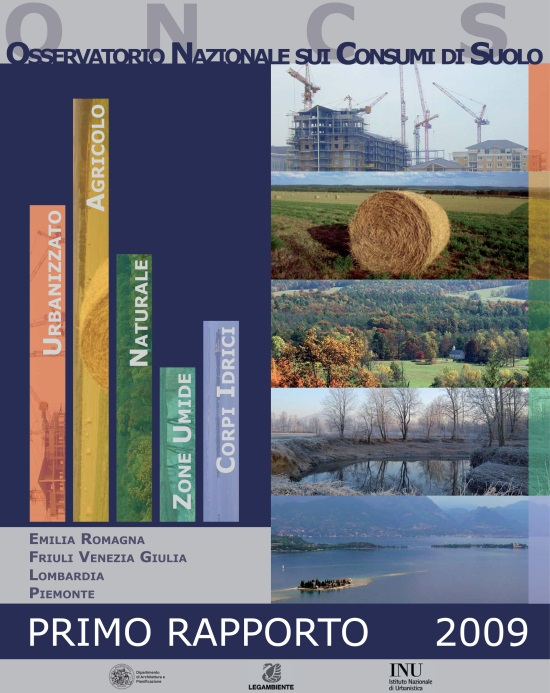 O N C S
Osservatorio Nazionale sui Consumi di Suolo
Urbanizzato
Agricolo
Naturale
Zone Umide
Corpi Idrici
Emilia Romagna
Friuli Venezia Giulia
Lombardia
Piemonte
PRIMO RAPPORTO 2009
Dipartimento
di Architettura e
Pianificazione
LEGAMBIENTE
INU
Istituto Nazionale
di Urbanistica